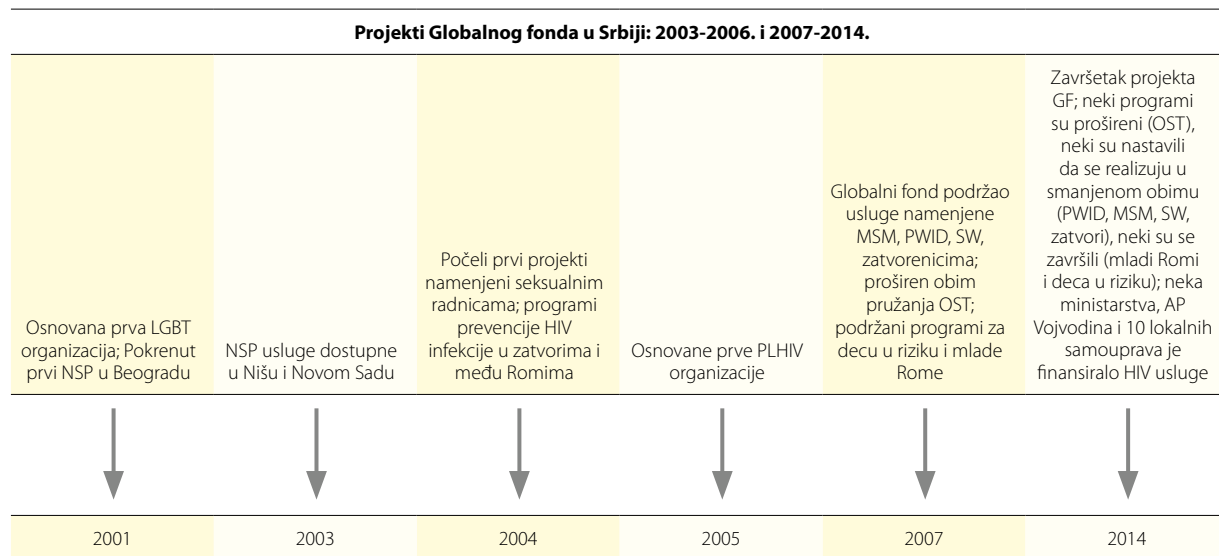 Projekti Globalnog fonda u Srbiji: 2003-2006. i 2007-2014.
Osnovana prva LGBT
organizacija; Pokrenut
prvi NSP u Beogradu
NSP usluge dostupne
u Nišu i Novom Sadu
Počeli prvi projekti
namenjeni seksualnim
radnicama; programi
prevencije HIV
infekcije u zatvorima i
među Romima
Osnovane prve PLHIV
organizacije
Globalni fond podržao
usluge namenjene
MSM, PWID, SW,
zatvorenicima;
proširen obim
pružanja OST;
podržani programi za
decu u riziku i mlade
Rome
Završetak projekta
GF; neki programi
su prošireni (OST),
neki su nastavili
da se realizuju u
smanjenom obimu
(PWID, MSM, SW,
zatvori), neki su se
završili (mladi Romi
i deca u riziku); neka
ministarstva, AP
Vojvodina i 10 lokalnih
samouprava je
finansiralo HIV usluge
2001
2003
2004
2005
2007
2014